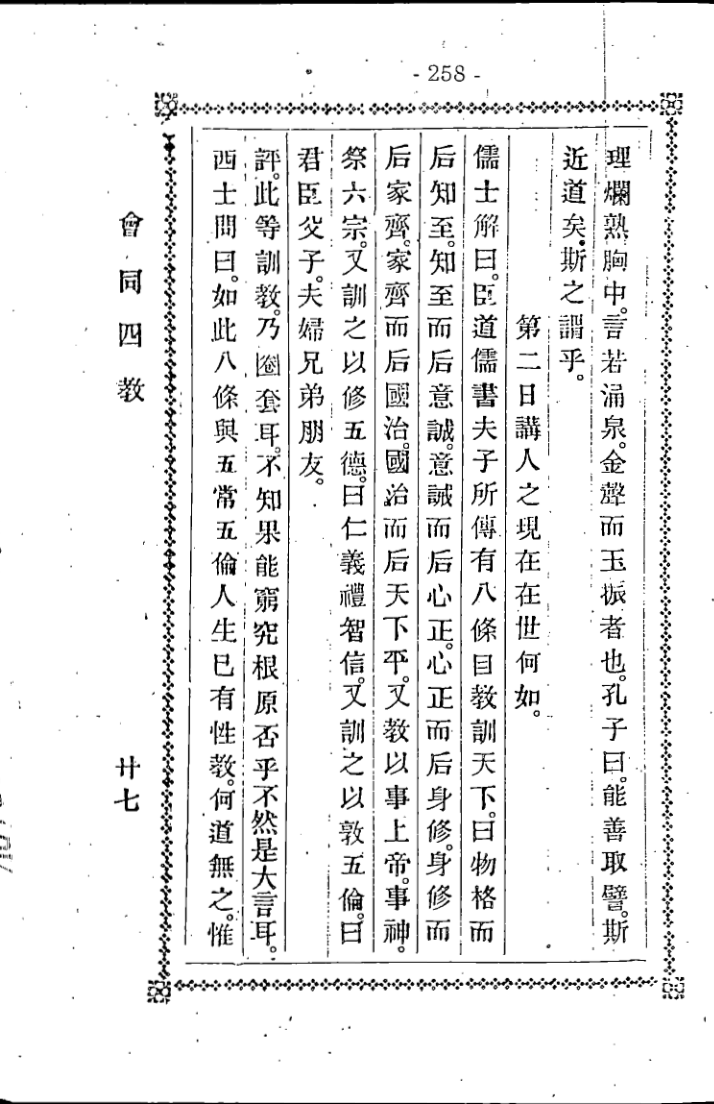 - 258 -
理爛熟胸中。言若涌泉。金聲而玉振者也。孔子曰。能善取譬。斯
近道矣。斯之謂乎。
第二日講人之現在在世何如。
儒士解曰。臣道儒書夫子所傳有八條目教訓天下。曰物格而
后知至。知至而后意誠。意誠而后心正。心正而后身修。身修而
后家齊。家齊而后國治。國治而后天下平。又教以事上帝。事神。
祭六宗。又訓之以修五德。曰仁義禮智信。又訓之以敦五倫。曰
君臣父子。夫婦兄弟朋友。
評。此等訓教。乃圈套耳。不知果能窮究根原否乎不然是大言耳。
西士問曰。如此八條與五常五倫人生已有性教。何道無之。惟
會同四教
廿七